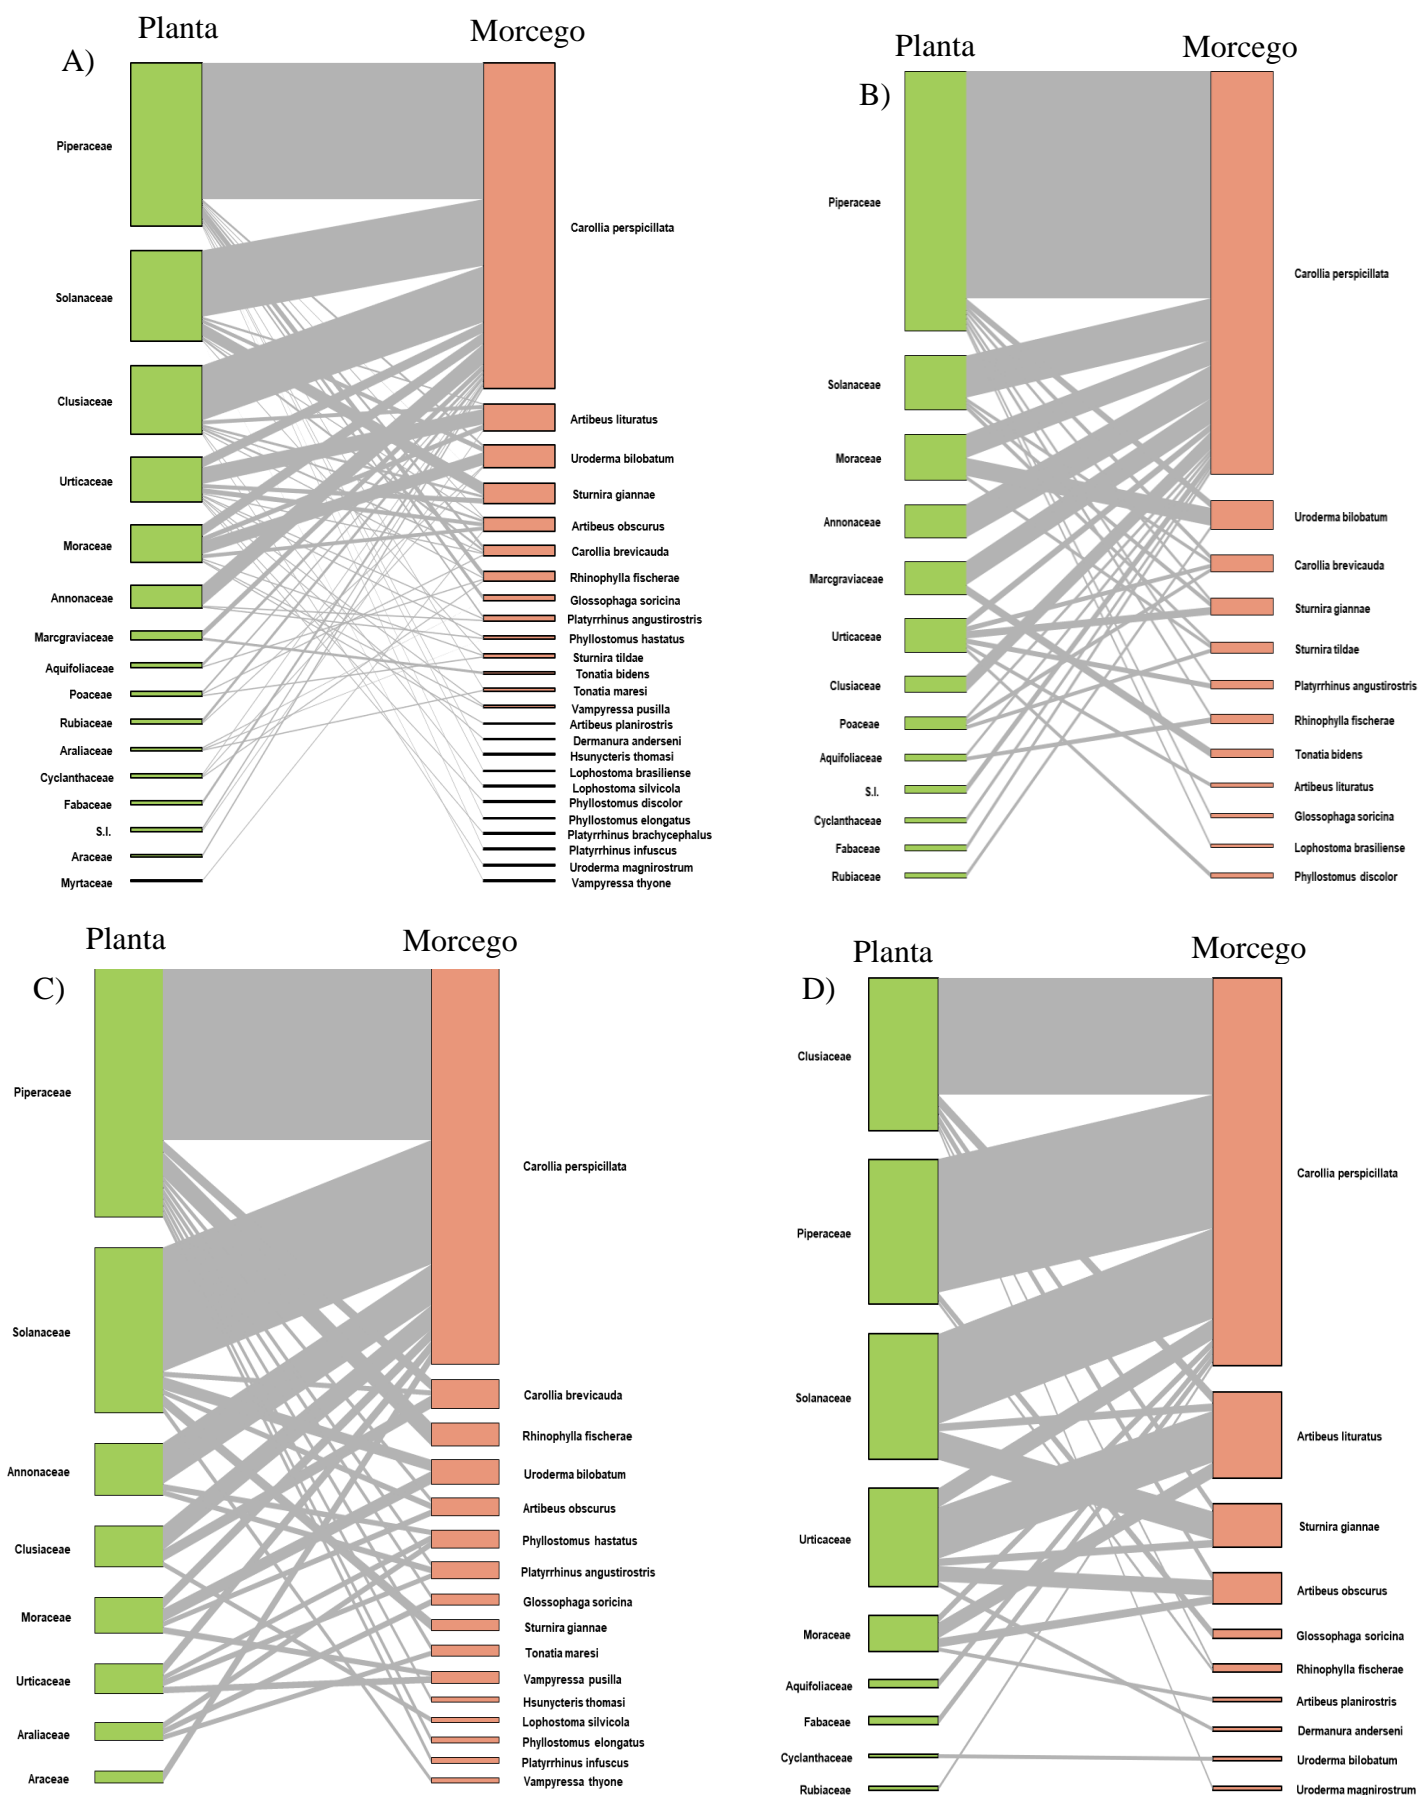 Planta
Morcego
A)
Piperaceae
Solanaceae
Clusiaceae
Urticaceae
Moraceae
Annonaceae
Marcgraviaceae
Aquifoliaceae
Poaceae
Rubiaceae
Araliaceae
Cyclanthaceae
Fabaceae
S.I.
Araceae
Myrtaceae
Carollia perspicillata
Artibeus lituratus
Uroderma bilobatum
Sturnira giannae
Artibeus obscurus
Carollia brevicauda
Rhinophylla fischerae
Glossophaga soricina
Platyrrhinus angustirostris
Phyllostomus hastatus
Sturnira tildae
Tonatia bidens
Tonatia maresi
Vampyressa pusilla
Artibeus planirostris
Dermanura anderseni
Hsunycteris thomasi
Lophostoma brasiliense
Lophostoma silvicola
Phyllostomus discolor
Phyllostomus elongatus
Platyrrhinus brachycephalus
Platyrrhinus infuscus
Uroderma magnirostrum
Vampyressa thyone
Planta
Morcego
B)
Piperaceae
Solanaceae
Moraceae
Annonaceae
Marcgraviaceae
Urticaceae
Clusiaceae
Poaceae
Aquifoliaceae
S.I.
Cyclanthaceae
Fabaceae
Rubiaceae
Carollia perspicillata
Uroderma bilobatum
Carollia brevicauda
Sturnira giannae
Sturnira tildae
Platyrrhinus angustirostris
Rhinophylla fischerae
Tonatia bidens
Artibeus lituratus
Glossophaga soricina
Lophostoma brasiliense
Phyllostomus discolor
Planta
Morcego
C)
Piperaceae
Solanaceae
Annonaceae
Clusiaceae
Moraceae
Urticaceae
Araliaceae
Araceae
Carollia perspicillata
Carollia brevicauda
Rhinophylla fischerae
Uroderma bilobatum
Artibeus obscurus
Phyllostomus hastatus
Platyrrhinus angustirostris
Glossophaga soricina
Sturnira giannae
Tonatia maresi
Vampyressa pusilla
Hsunycteris thomasi
Lophostoma silvicola
Phyllostomus elongatus
Platyrrhinus infuscus
Vampyressa thyone
Planta
Morcego
D)
Clusiaceae
Piperaceae
Solanaceae
Urticaceae
Moraceae
Aquifoliaceae
Fabaceae
Cyclanthaceae
Rubiaceae
Carollia perspicillata
Artibeus lituratus
Sturnira giannae
Artibeus obscurus
Glossophaga soricina
Rhinophylla fischerae
Artibeus planirostris
Dermanura anderseni
Uroderma bilobatum
Uroderma magnirostrum